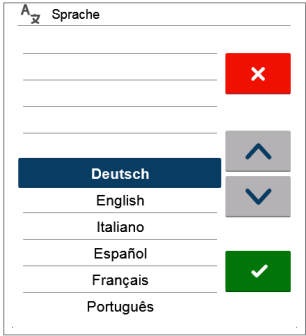 Sprache
Deutsch
English
Italiano
Español
Français
Português